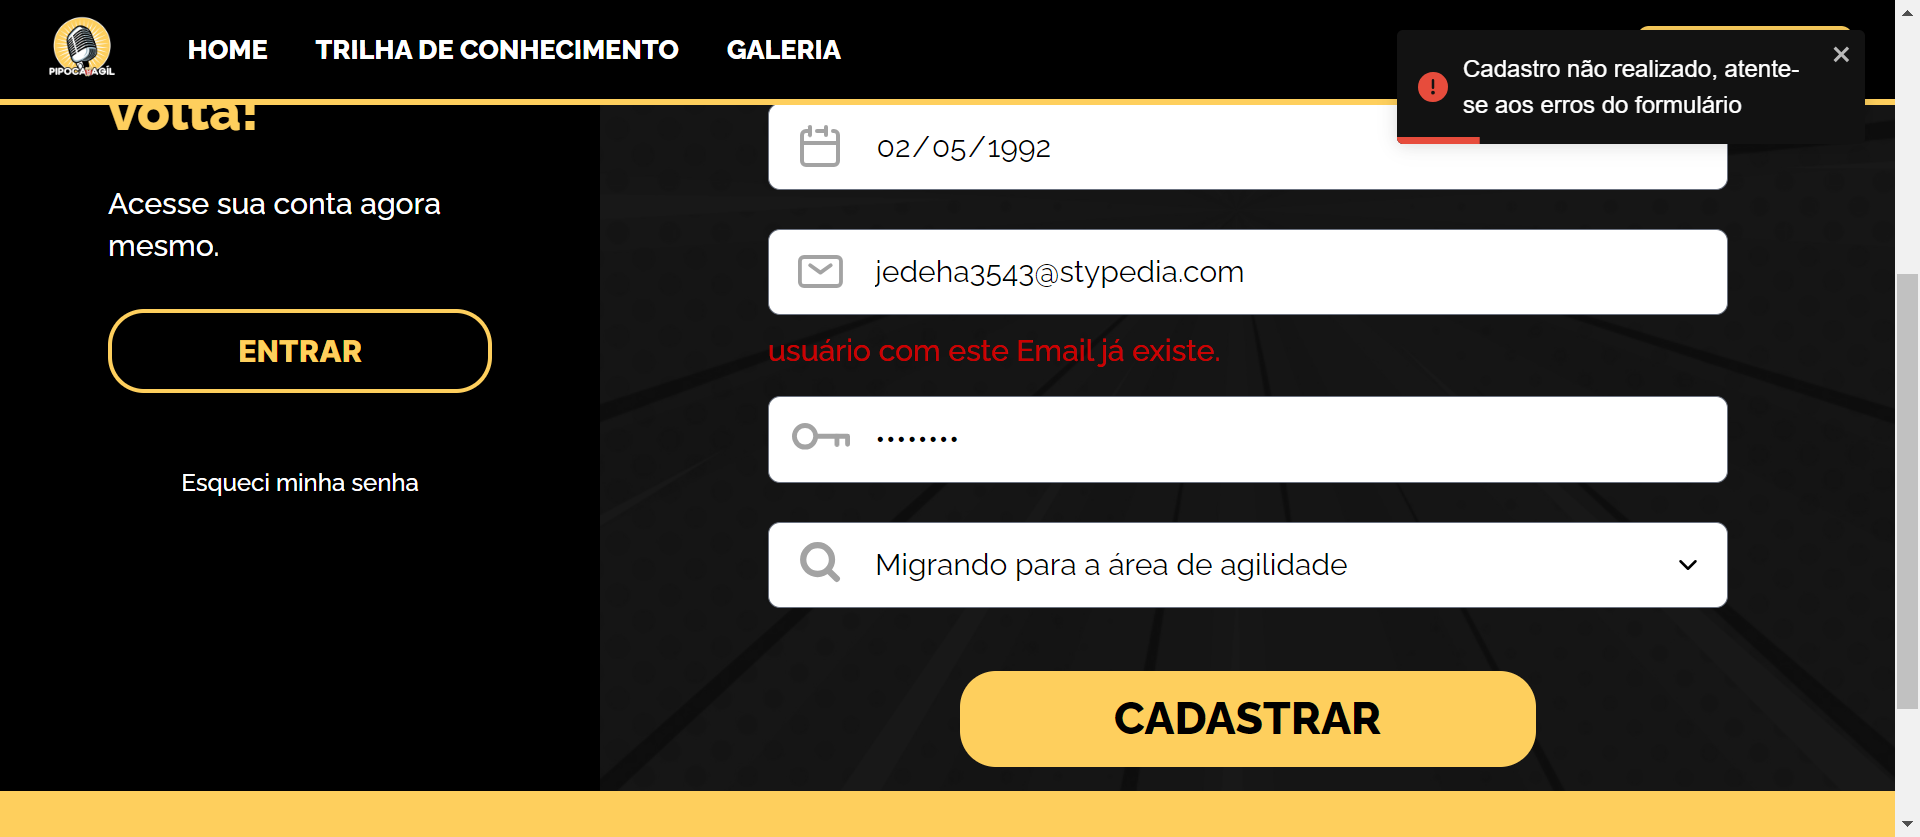 PIPOCA ÁGIL
HOME
TRILHA DE CONHECIMENTO
GALERIA
Cadastro não realizado, atente-
se aos erros do formulário
volta!
Acesse sua conta agora
mesmo.
ENTRAR
Esqueci minha senha
02/05/1992
jedeha3543@stypedia.com
usuário com este Email já existe.
••••••••
Migrando para a área de agilidade
CADASTRAR